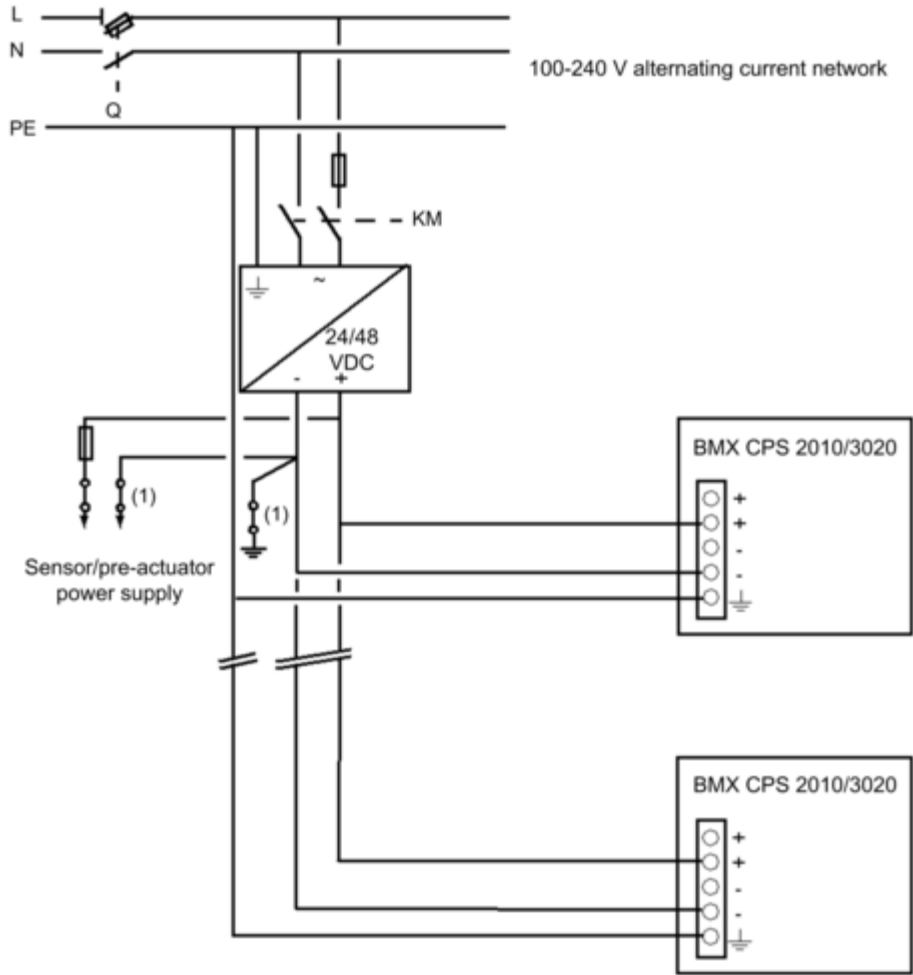 L
N
100-240 V alternating current network
Q
PE
KM
~
24/48
VDC
- +
BMX CPS 2010/3020
+
+
-
-
(1)
(1)
Sensor/pre-actuator
power supply
BMX CPS 2010/3020
+
+
-
-